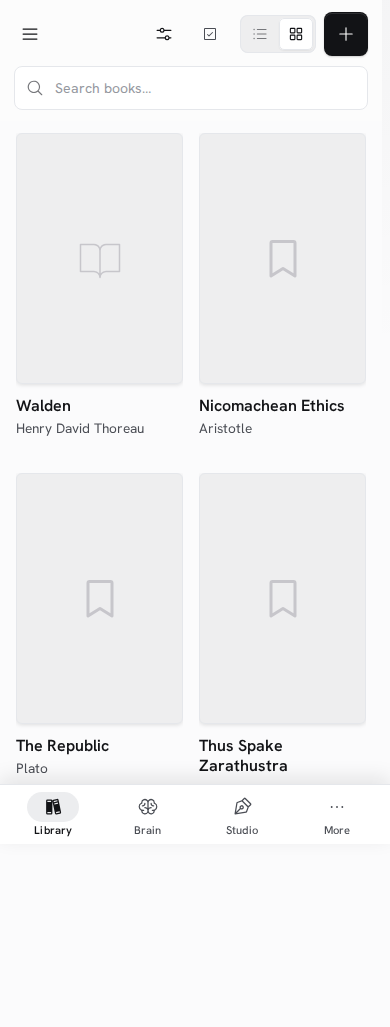 Search books...
Walden
Henry David Thoreau
Nicomachean Ethics
Aristotle
The Republic
Plato
Thus Spake
Zarathustra
Library
Brain
Studio
More